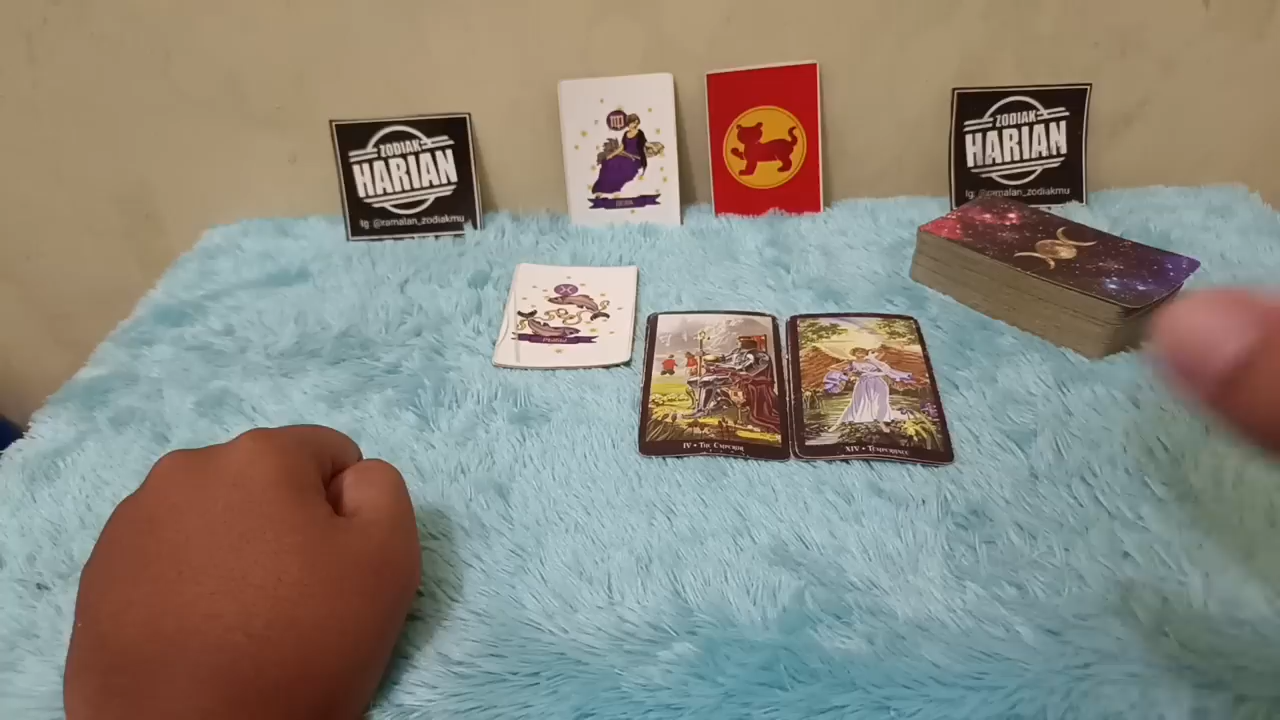 ZODIAK
HARIAN
Ig: @ramalan_zodiakmu
ZODIAK
HARIAN
Ig: @ramalan_zodiakmu
IV • The Emperor
XIV • Temperance